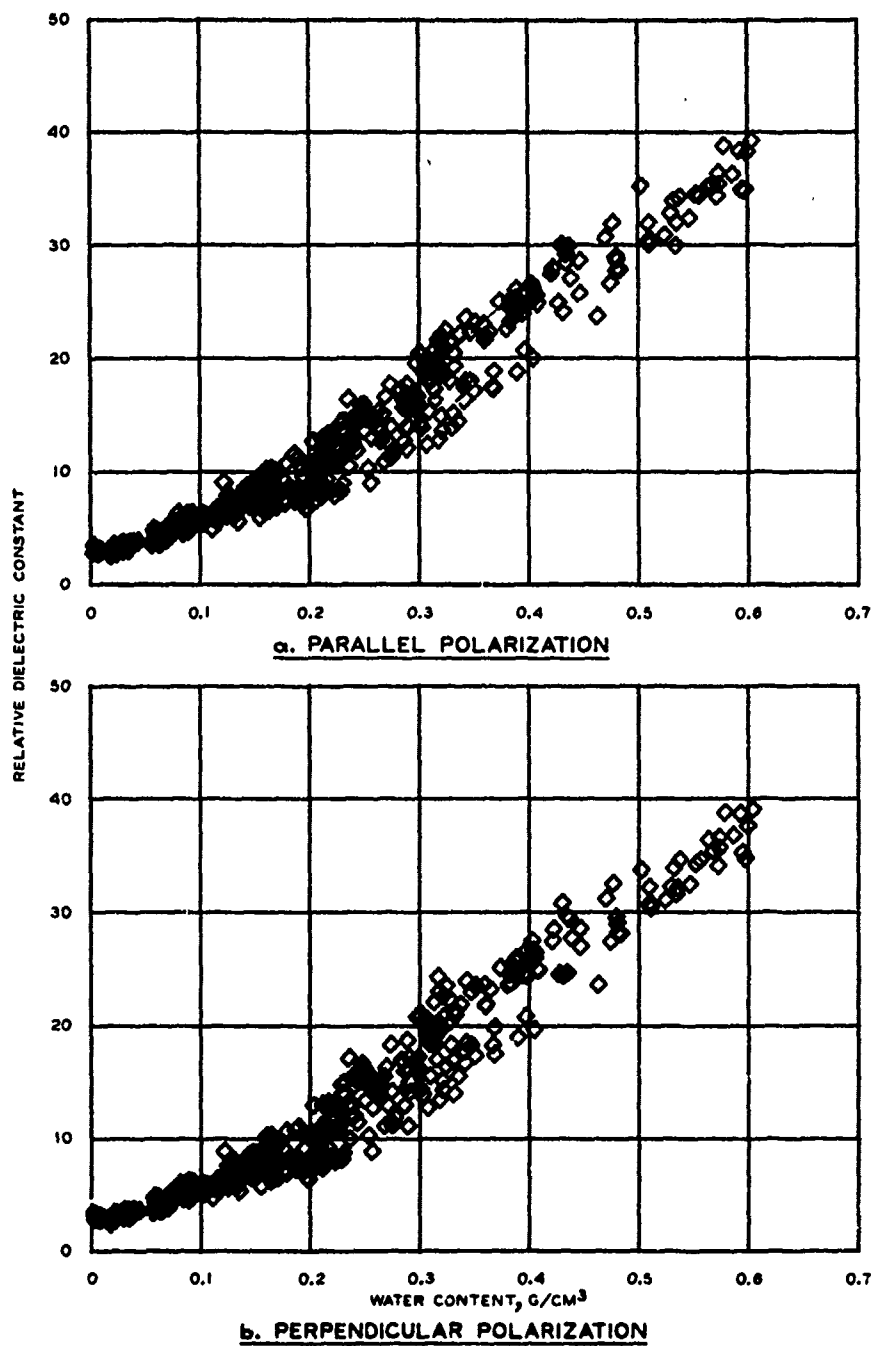 RELATIVE DIELECTRIC CONSTANT
50
40
30
20
10
0
0 0.1 0.2 0.3 0.4 0.5 0.6 0.7
a. PARALLEL POLARIZATION
50
40
30
20
10
0
0 0.1 0.2 0.3 0.4 0.5 0.6 0.7
WATER CONTENT, G/CM³
b. PERPENDICULAR POLARIZATION